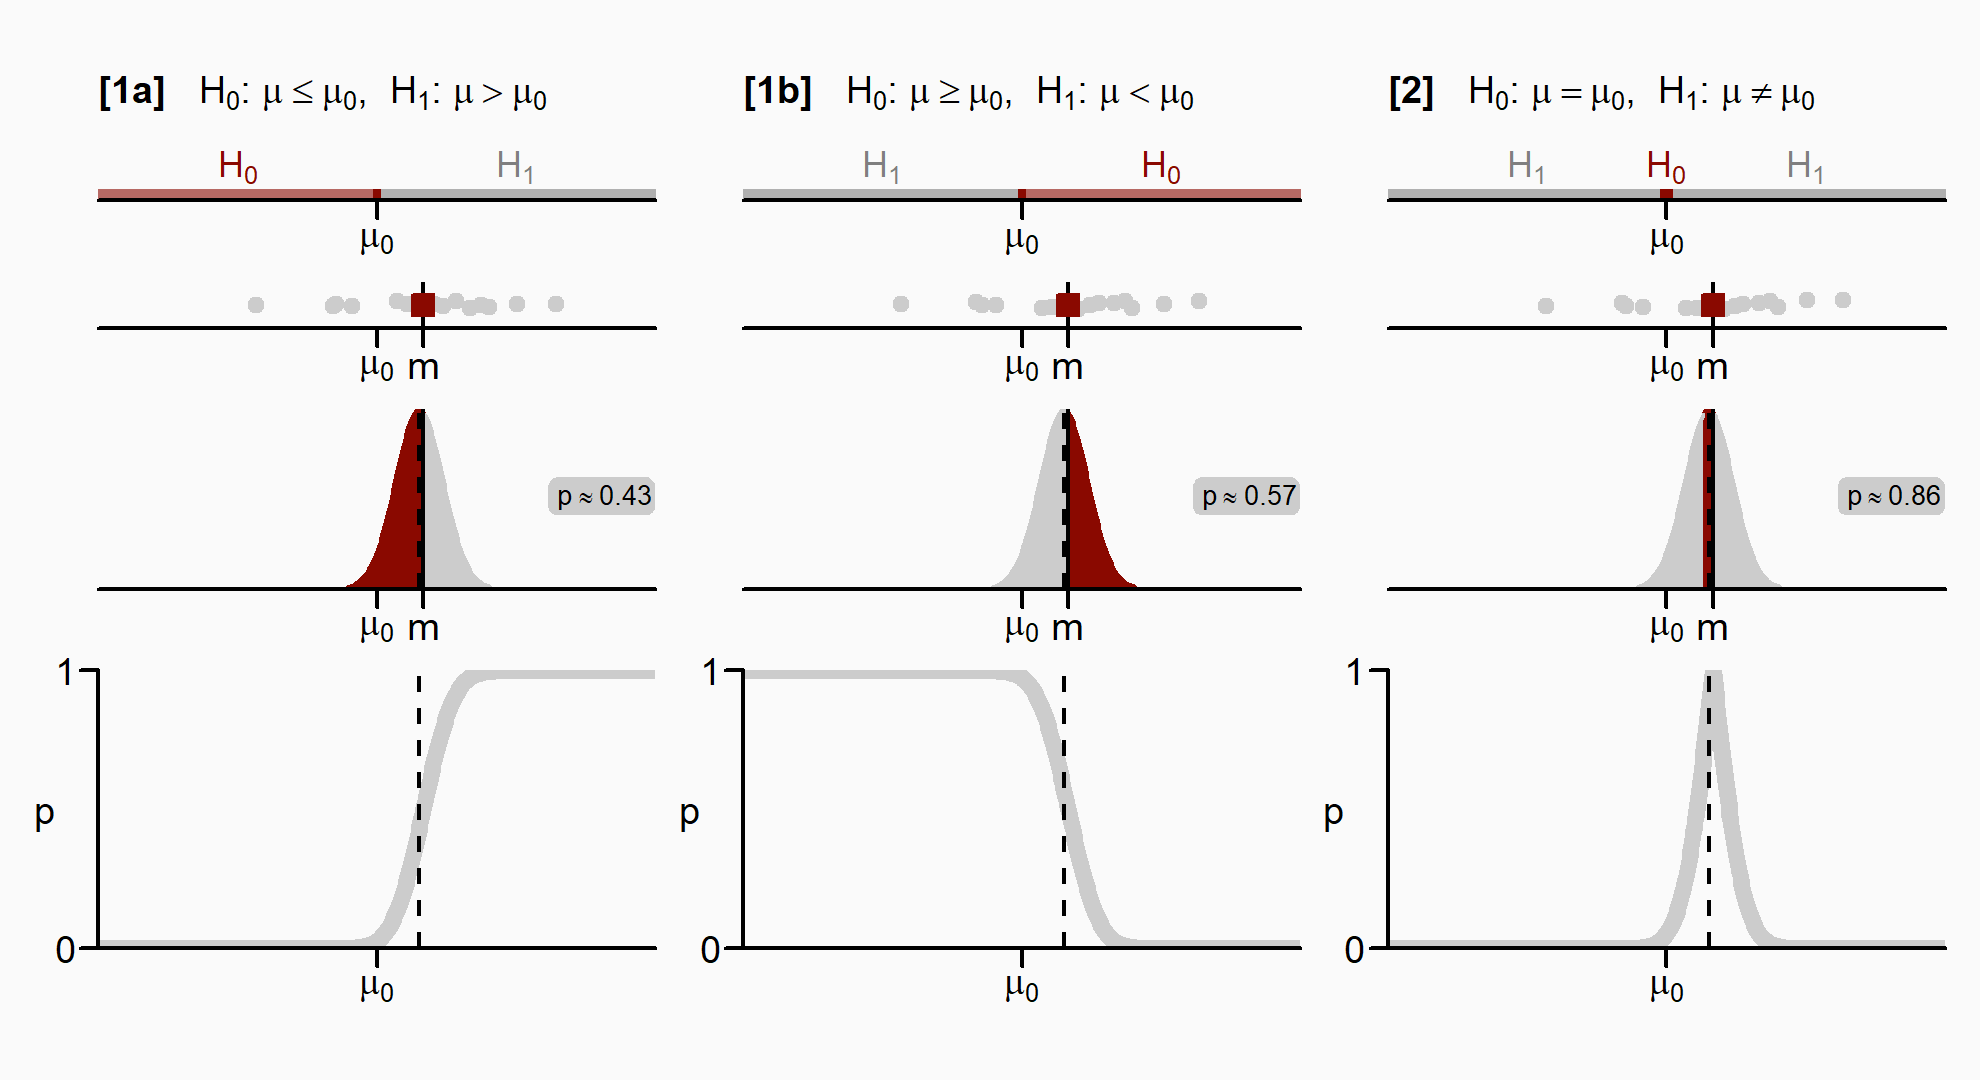 [1a] H₀: μ ≤ μ₀, H₁: μ > μ₀
H₀ H₁
μ₀
μ₀ m
p ≈ 0.43
μ₀ m
1
p
0
μ₀
[1b] H₀: μ ≥ μ₀, H₁: μ < μ₀
H₁ H₀
μ₀
μ₀ m
p ≈ 0.57
μ₀ m
1
p
0
μ₀
[2] H₀: μ = μ₀, H₁: μ ≠ μ₀
H₁ H₀ H₁
μ₀
μ₀ m
p ≈ 0.86
μ₀ m
1
p
0
μ₀